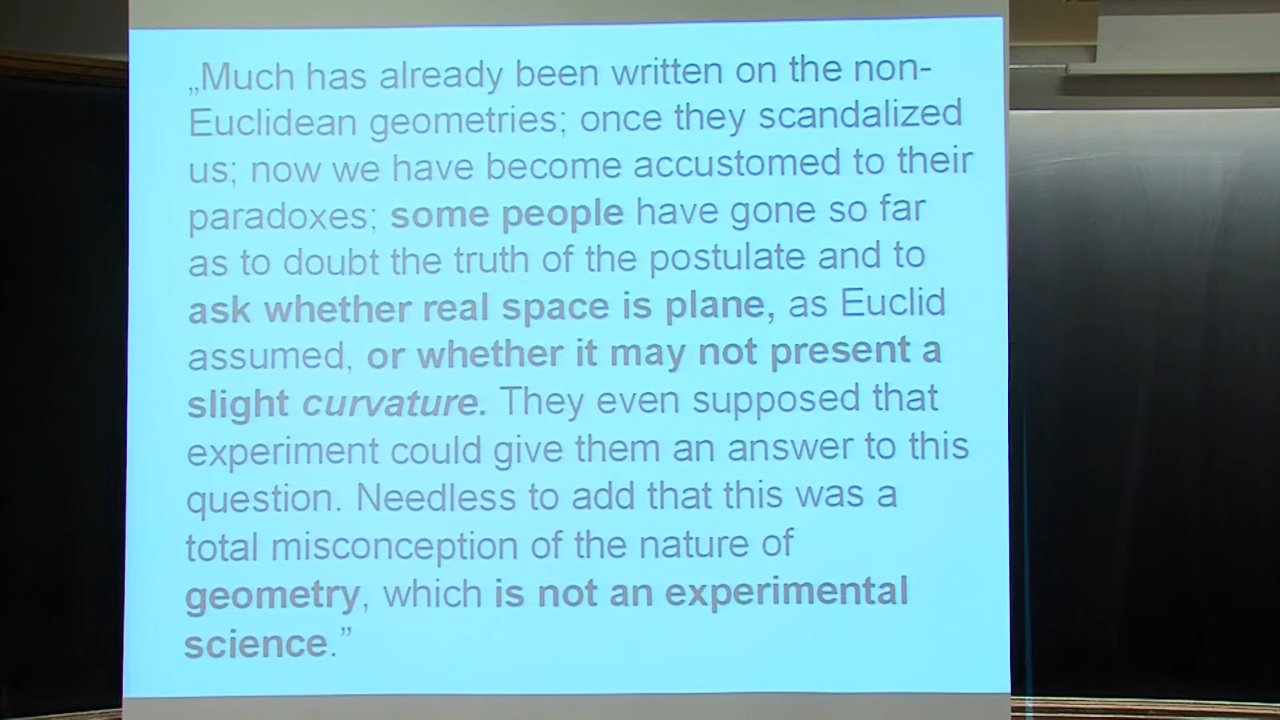 „Much has already been written on the non-
Euclidean geometries; once they scandalized
us; now we have become accustomed to their
paradoxes; some people have gone so far
as to doubt the truth of the postulate and to
ask whether real space is plane, as Euclid
assumed, or whether it may not present a
slight curvature. They even supposed that
experiment could give them an answer to this
question. Needless to add that this was a
total misconception of the nature of
geometry, which is not an experimental
science.”